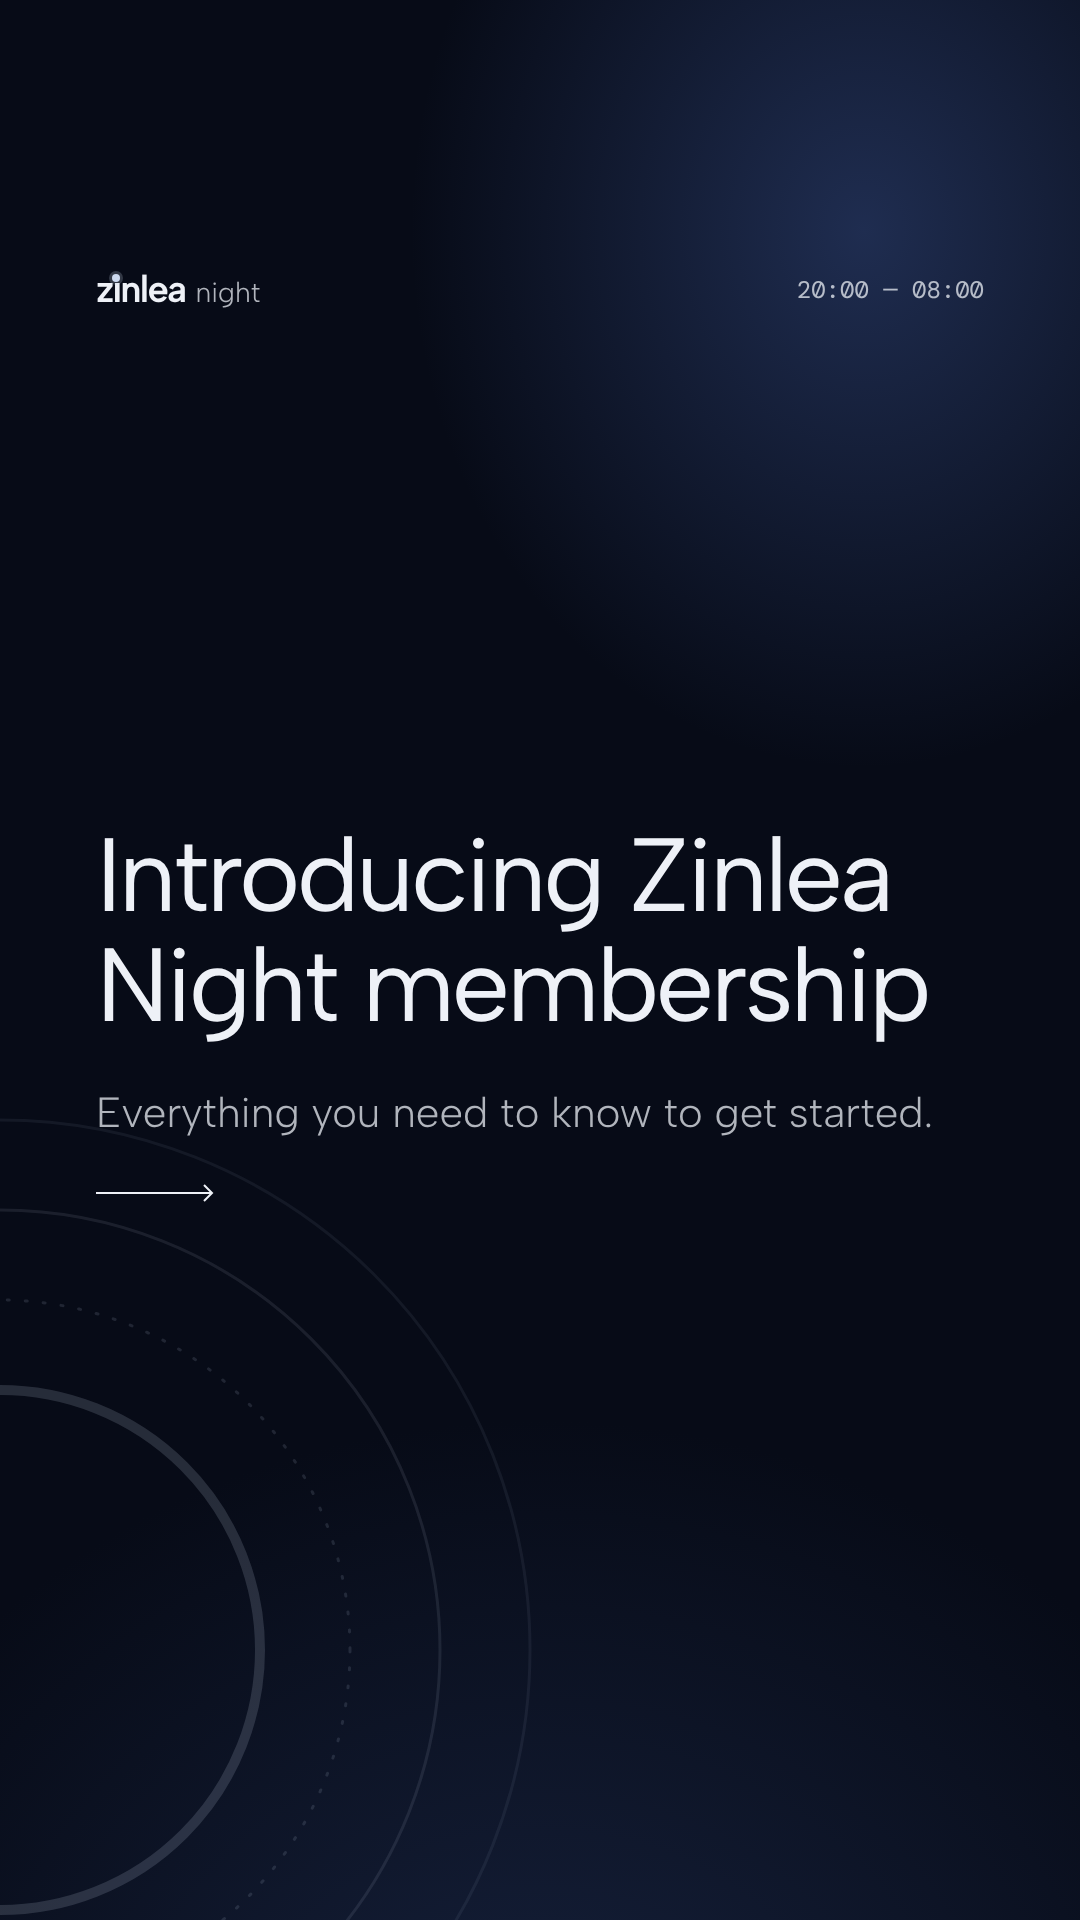 zinlea night
20:00 — 08:00
Introducing Zinlea
Night membership
Everything you need to know to get started.